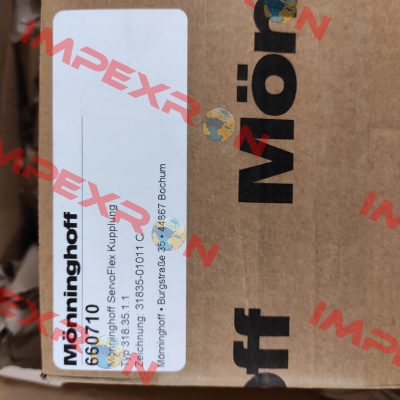 Mönninghoff
660710
Mönninghoff ServoFlex Kupplung
Typ 318.35.1.1
Zeichnung: 31835-01011 C
Mönninghoff • Burgstraße 35 • 44867 Bochum
Mön
hoff
IMPEXRON
IMPEXRON
IMPEXRON
IMPEXRON